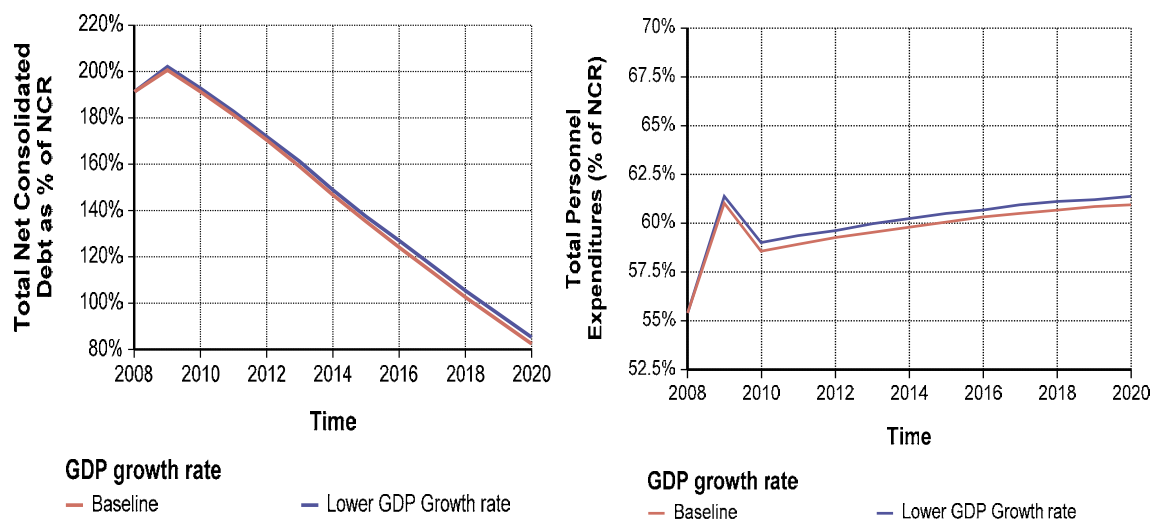 Total Net Consolidated
Debt as % of NCR
220%
200%
180%
160%
140%
120%
100%
80%
2008
2010
2012
2014
2016
2018
2020
Time
GDP growth rate
Baseline
Lower GDP Growth rate
Total Personnel
Expenditures (% of NCR)
70%
67.5%
65%
62.5%
60%
57.5%
55%
52.5%
2008
2010
2012
2014
2016
2018
2020
Time
GDP growth rate
Baseline
Lower GDP Growth rate